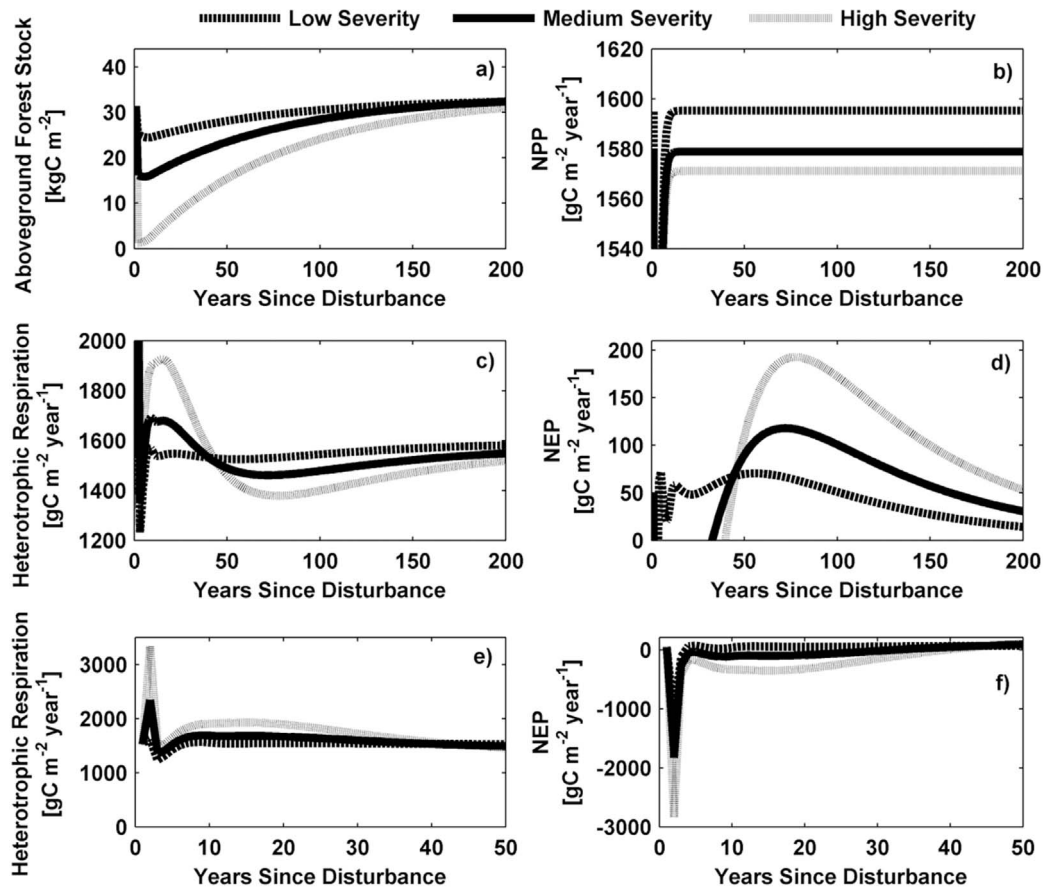 Low Severity Medium Severity High Severity
a)
Aboveground Forest Stock
[kgC m-2]
40
30
20
10
0
0 50 100 150 200
Years Since Disturbance
b)
NPP
[gC m-2 year-1]
1620
1600
1580
1560
1540
0 50 100 150 200
Years Since Disturbance
c)
Heterotrophic Respiration
[gC m-2 year-1]
2000
1800
1600
1400
1200
0 50 100 150 200
Years Since Disturbance
d)
NEP
[gC m-2 year-1]
200
150
100
50
0
0 50 100 150 200
Years Since Disturbance
e)
Heterotrophic Respiration
[gC m-2 year-1]
3000
2000
1000
0
0 10 20 30 40 50
Years Since Disturbance
f)
NEP
[gC m-2 year-1]
0
-1000
-2000
-3000
0 10 20 30 40 50
Years Since Disturbance